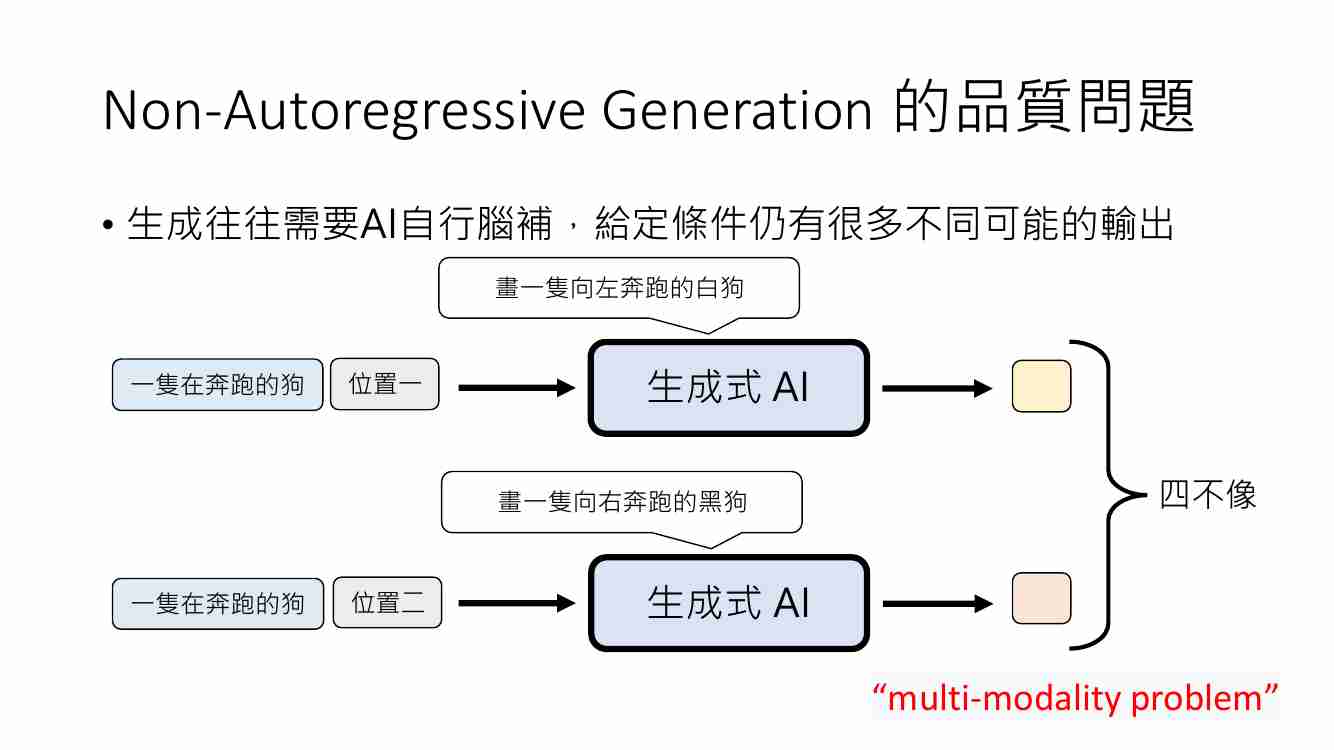 Non-Autoregressive Generation 的品質問題
• 生成往往需要AI自行腦補，給定條件仍有很多不同可能的輸出
畫一隻向左奔跑的白狗
一隻在奔跑的狗 位置一 生成式 AI
畫一隻向右奔跑的黑狗
四不像
一隻在奔跑的狗 位置二 生成式 AI
“multi-modality problem”